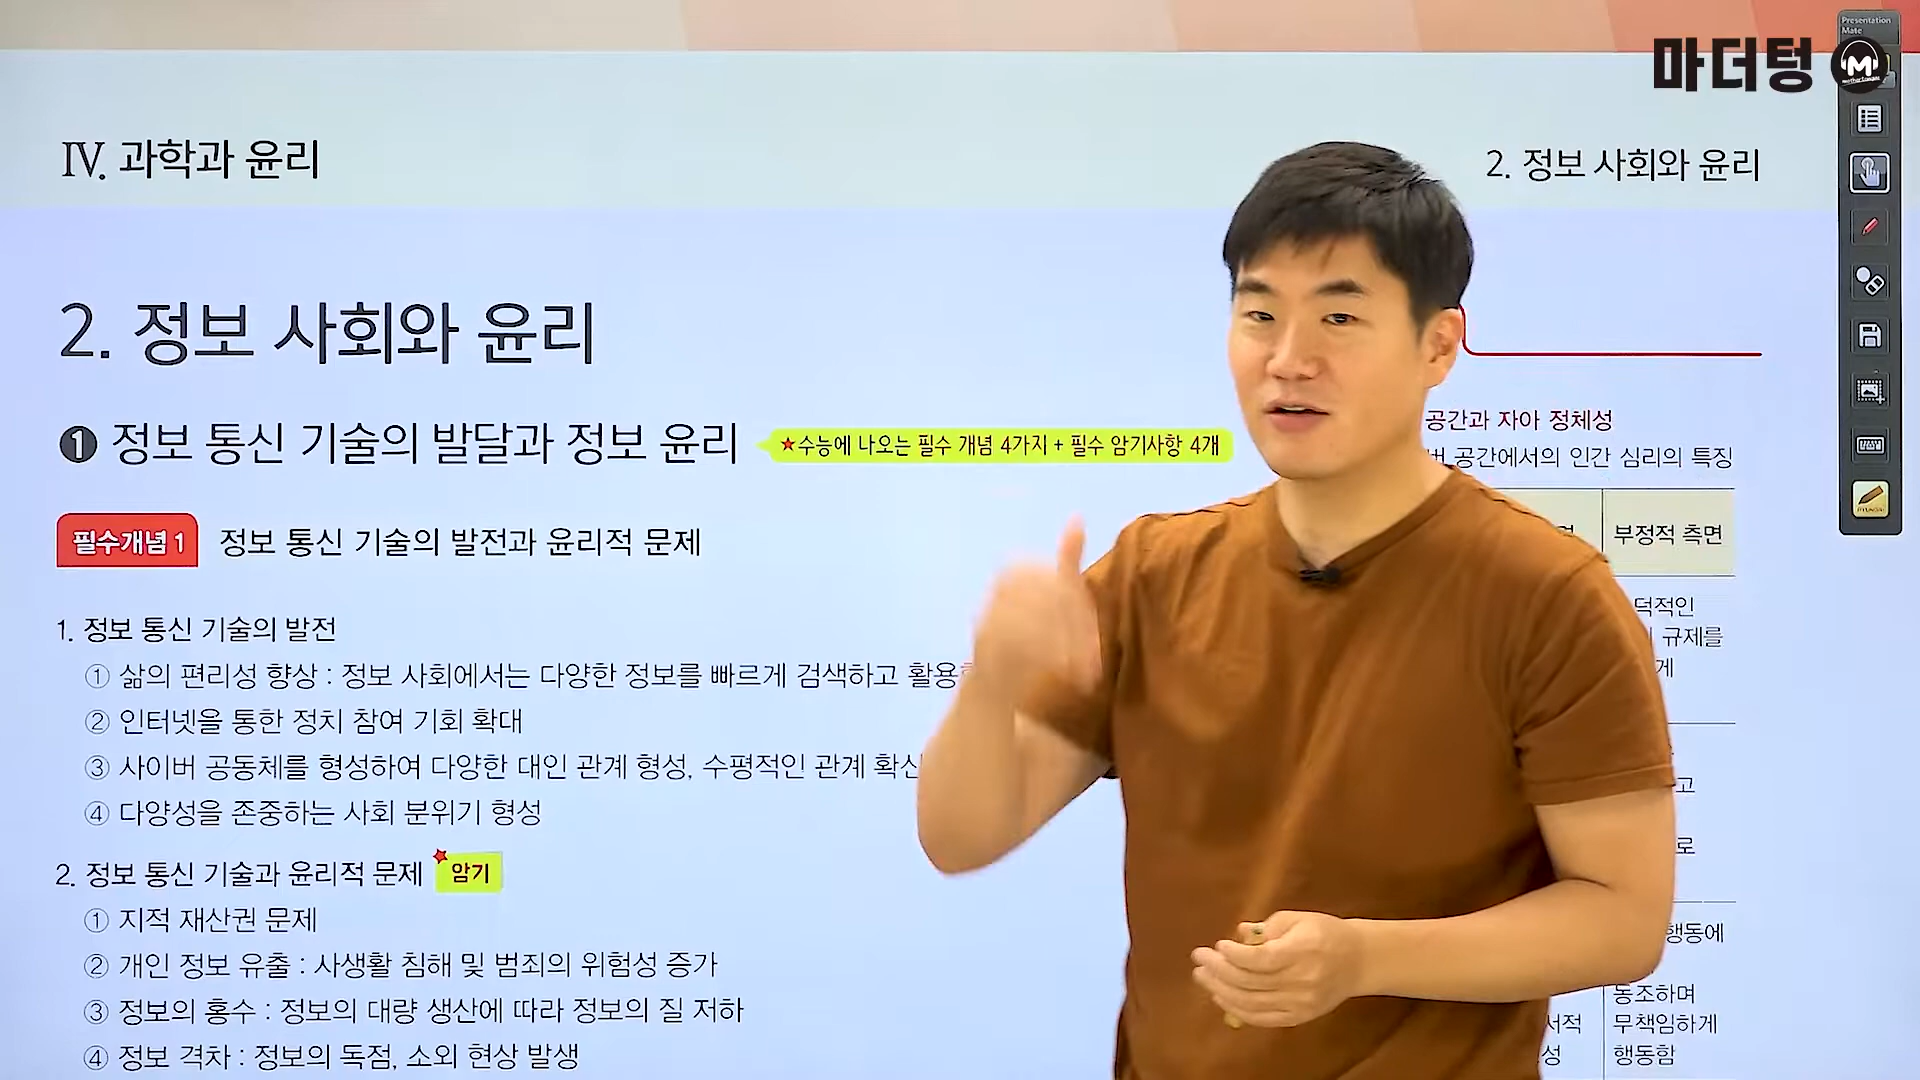 Presentation
Mate
마더텅
M
Ⅳ. 과학과 윤리
2. 정보 사회와 윤리
2. 정보 사회와 윤리
❶ 정보 통신 기술의 발달과 정보 윤리
★수능에 나오는 필수 개념 4가지 + 필수 암기사항 4개
필수개념 1 정보 통신 기술의 발전과 윤리적 문제
1. 정보 통신 기술의 발전
① 삶의 편리성 향상 : 정보 사회에서는 다양한 정보를 빠르게 검색하고
② 인터넷을 통한 정치 참여 기회 확대
③ 사이버 공동체를 형성하여 다양한 대인 관계 형성, 수평적인 관계
④ 다양성을 존중하는 사회 분위기 형성
2. 정보 통신 기술과 윤리적 문제 암기
① 지적 재산권 문제
② 개인 정보 유출 : 사생활 침해 및 범죄의 위험성 증가
③ 정보의 홍수 : 정보의 대량 생산에 따라 정보의 질 저하
④ 정보 격차 : 정보의 독점, 소외 현상 발생
공간과 자아 정체성
공간에서의 인간 심리의 특징
부정적 측면
덕적인
규제를
게
고
로
행동에
동조하며
서적 무책임하게
성 행동함